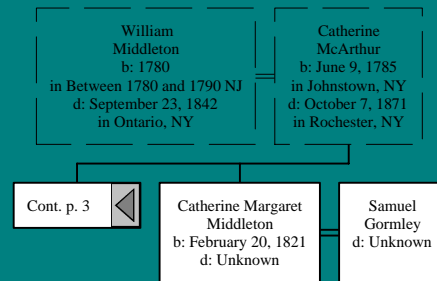 William
Middleton
b: 1780
in Between 1780 and 1790 NJ
d: September 23, 1842
in Ontario, NY
Catherine
McArthur
b: June 9, 1785
in Johnstown, NY
d: October 7, 1871
in Rochester, NY
Cont. p. 3
Catherine Margaret
Middleton
b: February 20, 1821
d: Unknown
Samuel
Gormley
d: Unknown